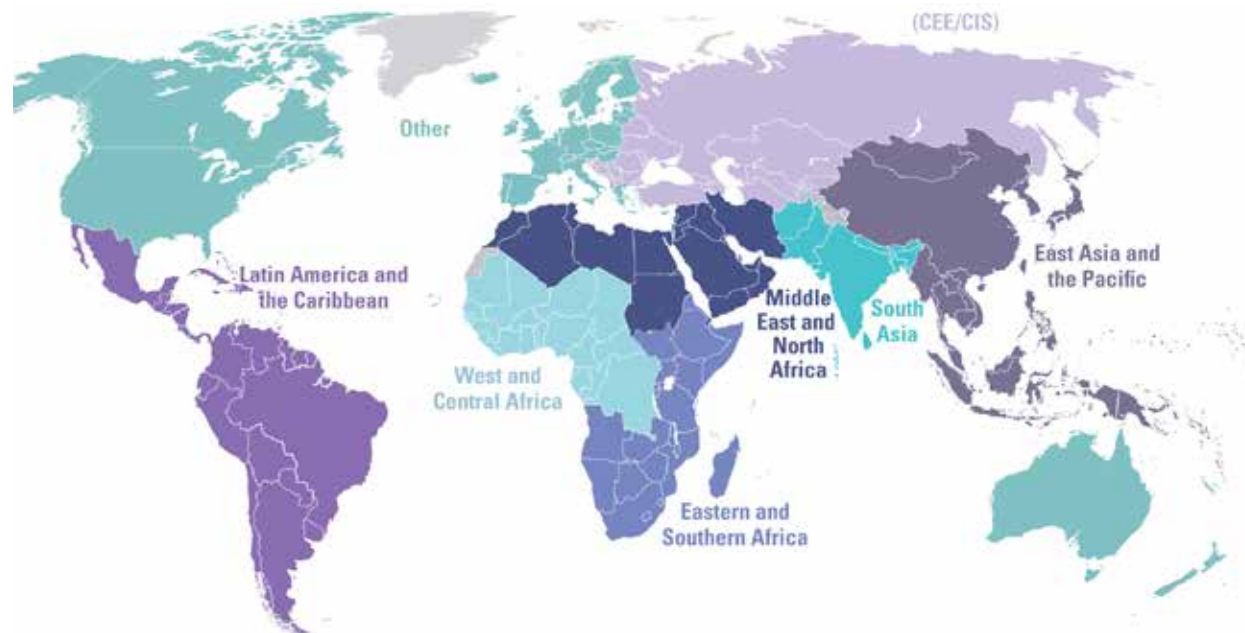 (CEE/CIS)
Other
Latin America and
the Caribbean
East Asia and
the Pacific
Middle
East and
North
Africa
South
Asia
West and
Central Africa
Eastern and
Southern Africa